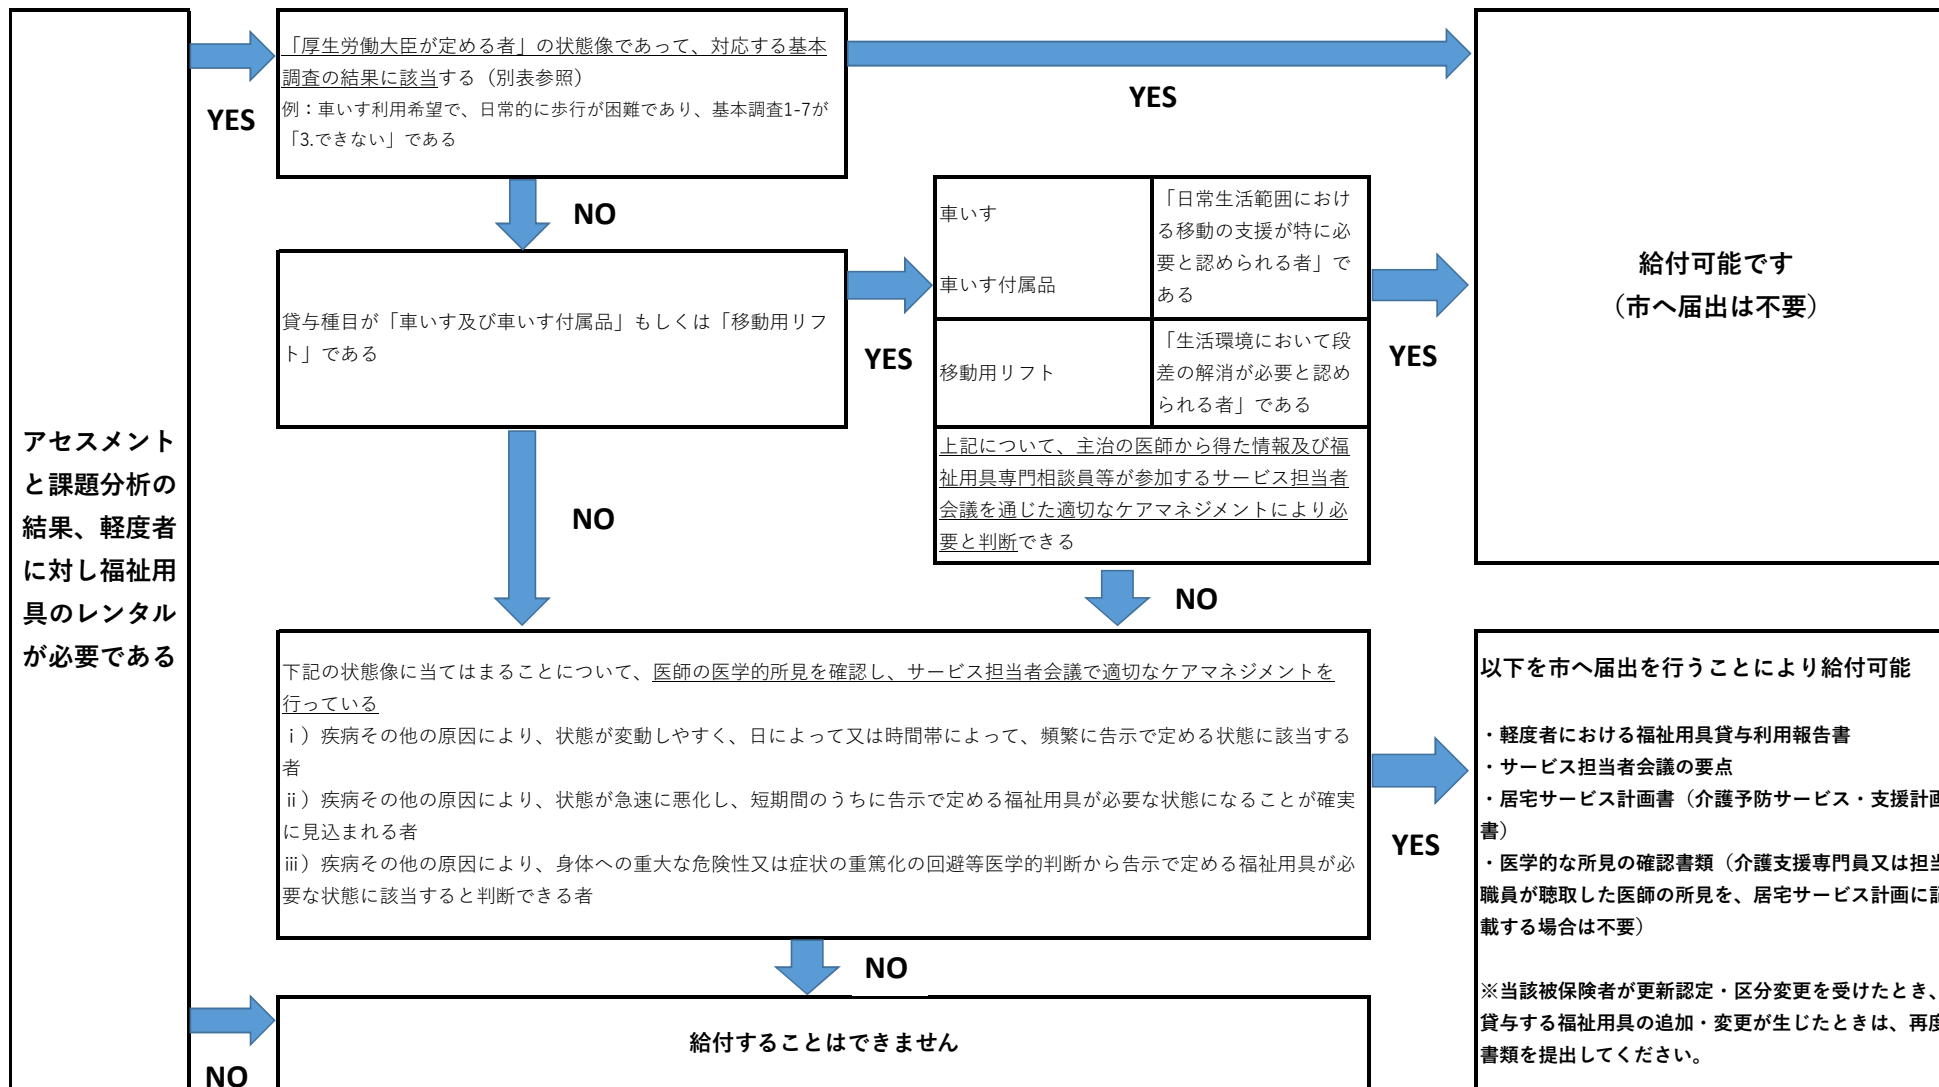 アセスメント
と課題分析の
結果、軽度者
に対し福祉用
具のレンタル
が必要である
YES
「厚生労働大臣が定める者」の状態像であって、対応する基本
調査の結果に該当する（別表参照）
例：車いす利用希望で、日常的に歩行が困難であり、基本調査1-7が
「3.できない」である
YES
NO
貸与種目が「車いす及び車いす付属品」もしくは「移動用リフ
ト」である
YES
車いす
車いす付属品
「日常生活範囲におけ
る移動の支援が特に必
要と認められる者」で
ある
移動用リフト
「生活環境において段
差の解消が必要と認め
られる者」である
上記について、主治の医師から得た情報及び福
祉用具専門相談員等が参加するサービス担当者
会議を通じた適切なケアマネジメントにより必
要と判断できる
YES
給付可能です
（市へ届出は不要）
NO
NO
下記の状態像に当てはまることについて、医師の医学的所見を確認し、サービス担当者会議で適切なケアマネジメントを
行っている
ⅰ）疾病その他の原因により、状態が変動しやすく、日によって又は時間帯によって、頻繁に告示で定める状態に該当する
者
ⅱ）疾病その他の原因により、状態が急速に悪化し、短期間のうちに告示で定める福祉用具が必要な状態になることが確実
に見込まれる者
ⅲ）疾病その他の原因により、身体への重大な危険性又は症状の重篤化の回避等医学的判断から告示で定める福祉用具が必
要な状態に該当すると判断できる者
YES
以下を市へ届出を行うことにより給付可能
・軽度者における福祉用具貸与利用報告書
・サービス担当者会議の要点
・居宅サービス計画書（介護予防サービス・支援計画
書）
・医学的な所見の確認書類（介護支援専門員又は担当
職員が聴取した医師の所見を、居宅サービス計画に記
載する場合は不要）
※当該被保険者が更新認定・区分変更を受けたとき、
貸与する福祉用具の追加・変更が生じたときは、再度
書類を提出してください。
NO
NO
給付することはできません